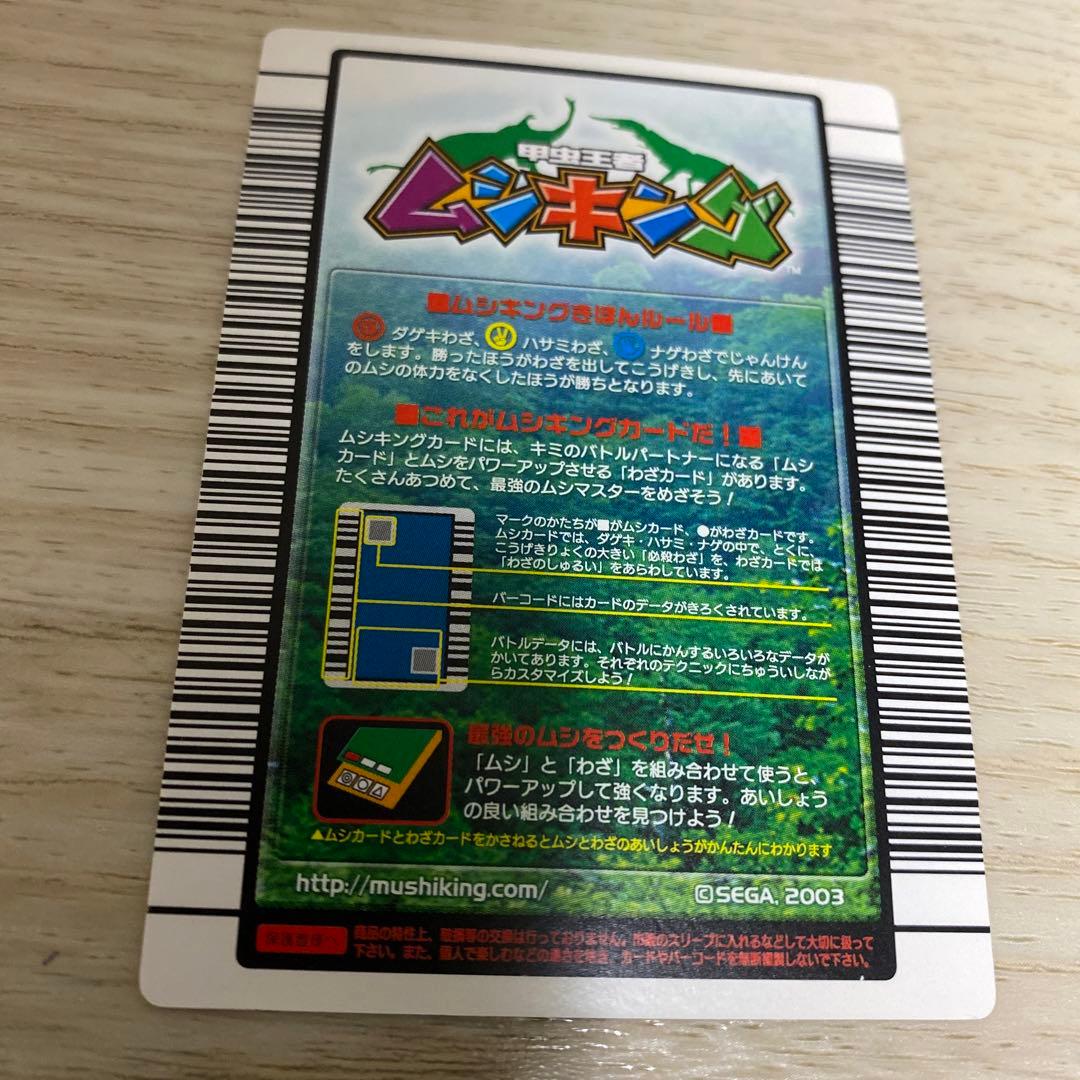 甲虫王者
ムシキング
TM
■ムシキングきほんルール■
ダゲキわざ、ハサミわざ、ナゲわざでじゃんけん
をします。勝ったほうがわざを出してこうげきし、先にあいて
のムシの体力をなくしたほうが勝ちとなります。
■これがムシキングカードだ!■
ムシキングカードには、キミのバトルパートナーになる「ムシ
カード」とムシをパワーアップさせる「わざカード」があります。
たくさんあつめて、最強のムシマスターをめざそう!
マークのかたちが■がムシカード、●がわざカードです。
ムシカードでは、ダゲキ・ハサミ・ナゲの中で、とくに、
こうげきりょくの大きい「必殺わざ」を、わざカードでは
「わざのしゅるい」をあらわしています。
バーコードにはカードのデータがきろくされています。
バトルデータには、バトルにかんするいろいろなデータが
かいてあります。それぞれのテクニックにちゅういしなが
らカスタマイズしよう!
最強のムシをつくりだせ!
「ムシ」と「わざ」を組み合わせて使うと、
パワーアップして強くなります。あいしょう
の良い組み合わせを見つけよう!
▲ムシカードとわざカードをかさねるとムシとわざのあいしょうがかんたんにわかります
http://mushiking.com/
©SEGA, 2003
保護者様へ
商品の特性上、破損等の交換は行っておりません。市販のスリーブに入れるなどして大切に扱って
下さい。また、個人で楽しむなどの場合を除き、カードやバーコードを無断複製しないで下さい。